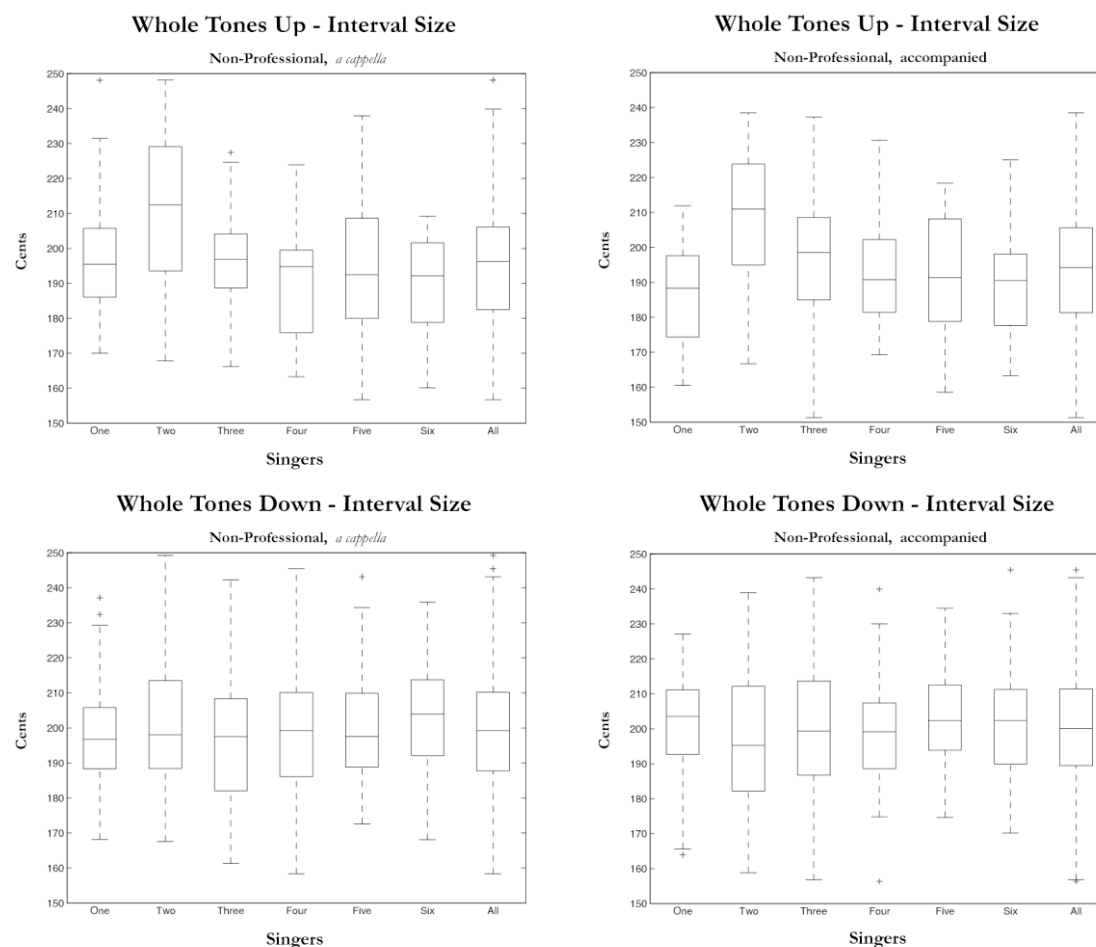 Whole Tones Up - Interval Size
Non-Professional, a cappella
250
240
230
220
210
200
190
180
170
160
150
Cents
One Two Three Four Five Six All
Singers
Whole Tones Up - Interval Size
Non-Professional, accompanied
250
240
230
220
210
200
190
180
170
160
150
Cents
One Two Three Four Five Six All
Singers
Whole Tones Down - Interval Size
Non-Professional, a cappella
250
240
230
220
210
200
190
180
170
160
150
Cents
One Two Three Four Five Six All
Singers
Whole Tones Down - Interval Size
Non-Professional, accompanied
250
240
230
220
210
200
190
180
170
160
150
Cents
One Two Three Four Five Six All
Singers